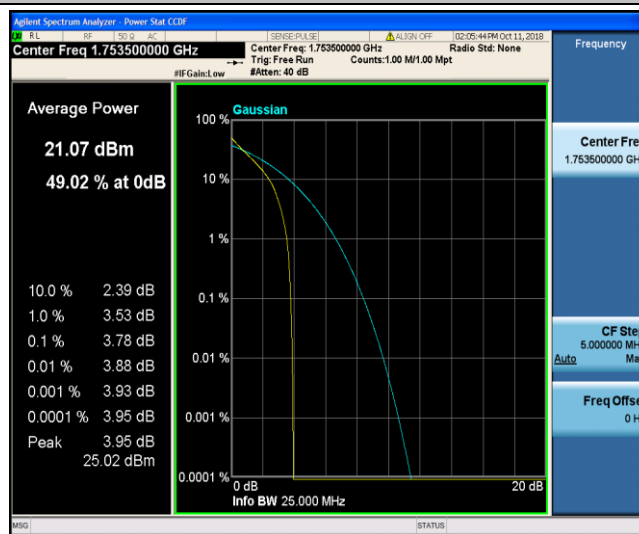 Agilent Spectrum Analyzer - Power Stat CCDF
RL RF 50 Ω AC SENSE:PULSE ALIGN OFF 02:05:44 PM Oct 11, 2018
Center Freq 1.753500000 GHz
Center Freq: 1.753500000 GHz Radio Std: None
Trig: Free Run Counts:1.00 M/1.00 Mpt
#IFGain:Low #Atten: 40 dB
Frequency
Average Power
21.07 dBm
49.02 % at 0dB
10.0 % 2.39 dB
1.0 % 3.53 dB
0.1 % 3.78 dB
0.01 % 3.88 dB
0.001 % 3.93 dB
0.0001 % 3.95 dB
Peak 3.95 dB
25.02 dBm
Gaussian
100 %
10 %
1 %
0.1 %
0.01 %
0.001 %
0.0001 %
0 dB 20 dB
Info BW 25.000 MHz
Center Fre
1.753500000 GH
CF Ste
5.000000 MH
Auto Ma
Freq Offse
0 H
MSG STATUS